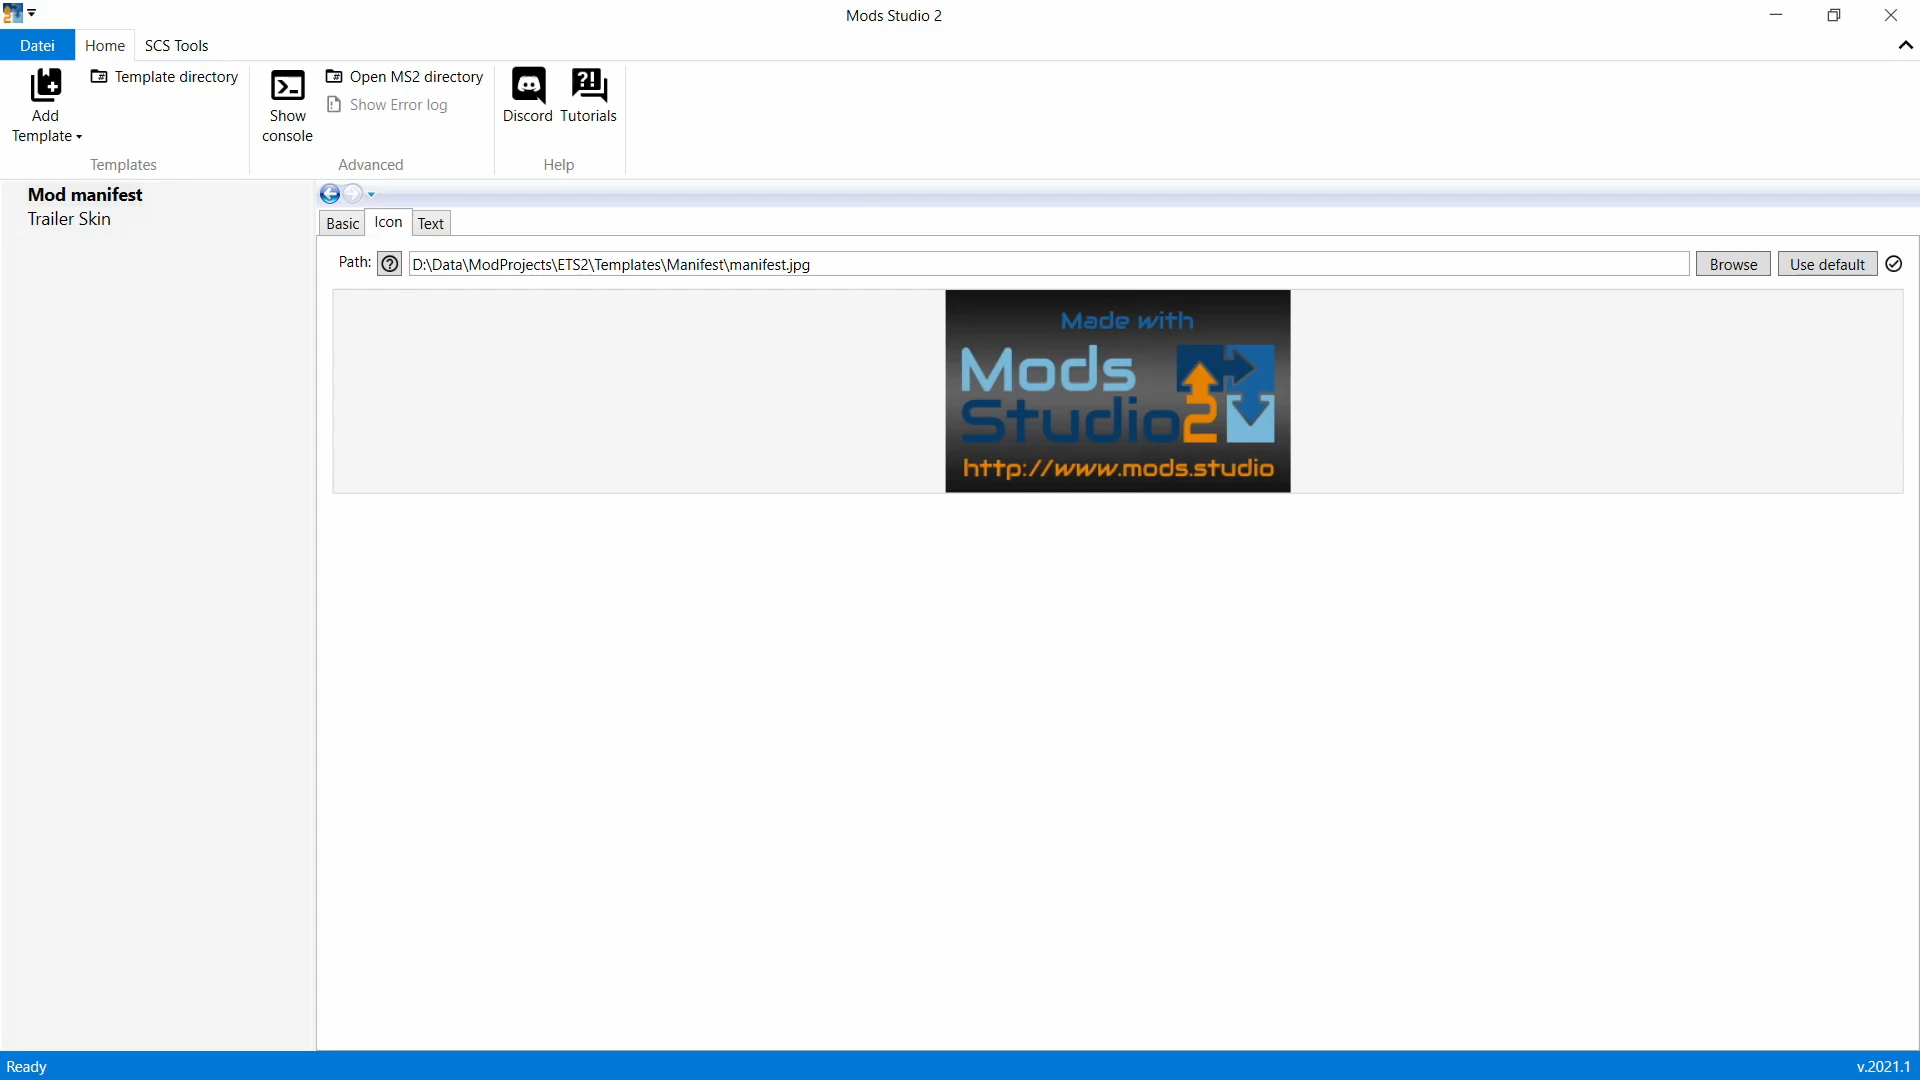 Mods Studio 2
Datei Home SCS Tools
Add Template
Template directory
Templates
Show console
Open MS2 directory
Show Error log
Advanced
Discord
Tutorials
Help
Mod manifest
Trailer Skin
Basic Icon Text
Path: D:\Data\ModProjects\ETS2\Templates\Manifest\manifest.jpg Browse Use default
Made with
Mods
Studio2
http://www.mods.studio
Ready
v.2021.1